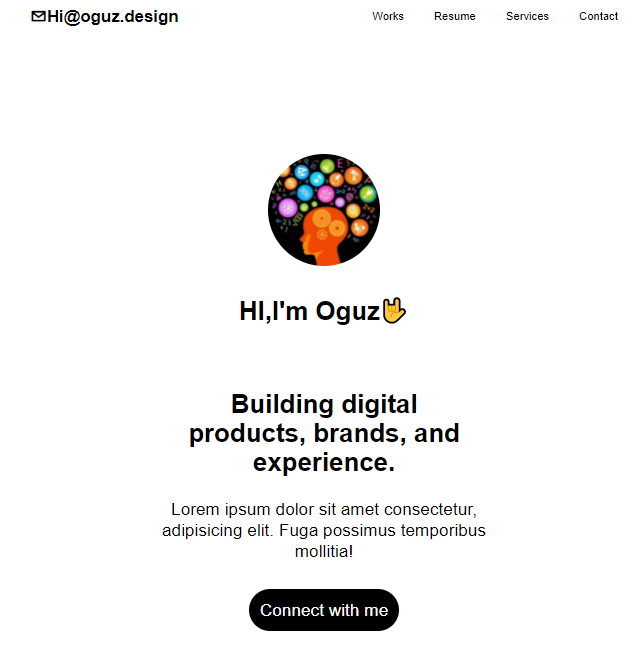 Hi@oguz.design
Works Resume Services Contact
HI,I'm Oguz🤟
Building digital
products, brands, and
experience.
Lorem ipsum dolor sit amet consectetur,
adipisicing elit. Fuga possimus temporibus
mollitia!
Connect with me